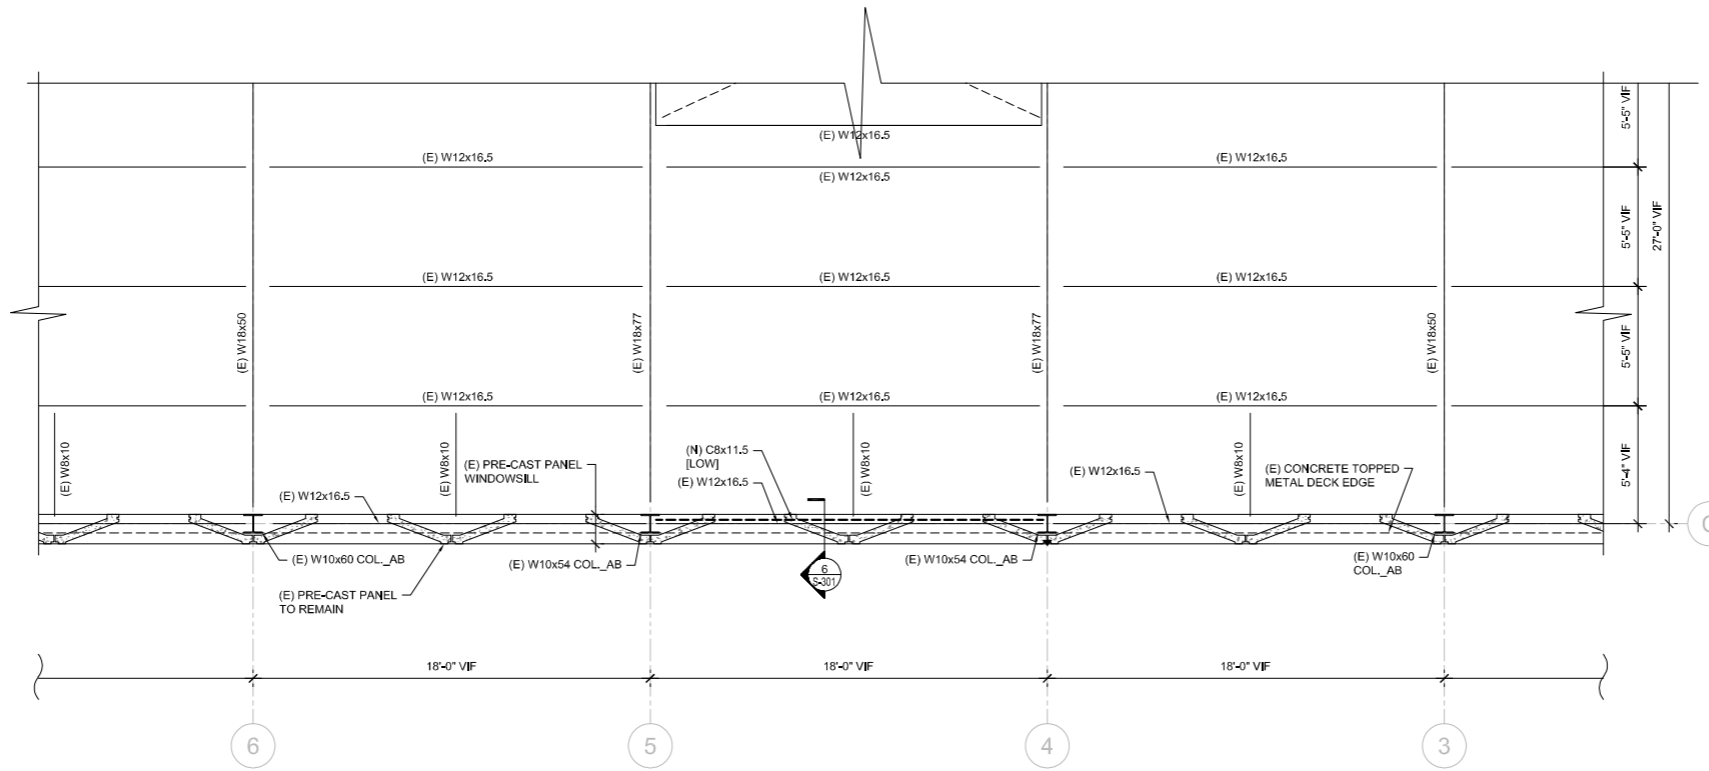 (E) W12x16.5
(E) W12x16.5
(E) W12x16.5
(E) W12x16.5
5'-5" VIF
(E) W12x16.5
(E) W12x16.5
(E) W12x16.5
5'-5" VIF
27'-0" VIF
(E) W18x50
(E) W18x77
(E) W18x77
(E) W18x50
5'-5" VIF
(E) W12x16.5
(E) W12x16.5
(E) W12x16.5
(E) W8x10
(E) W8x10
(E) W8x10
(E) W8x10
5'-4" VIF
(E) PRE-CAST PANEL
WINDOWSILL
(N) C8x11.5
[LOW]
(E) W12x16.5
(E) W12x16.5
(E) CONCRETE TOPPED
METAL DECK EDGE
(E) W12x16.5
(E) W10x60 COL._AB
(E) W10x54 COL._AB
(E) W10x54 COL._AB
(E) W10x60
COL._AB
6
S-301
(E) PRE-CAST PANEL
TO REMAIN
18'-0" VIF
18'-0" VIF
18'-0" VIF
6
5
4
3